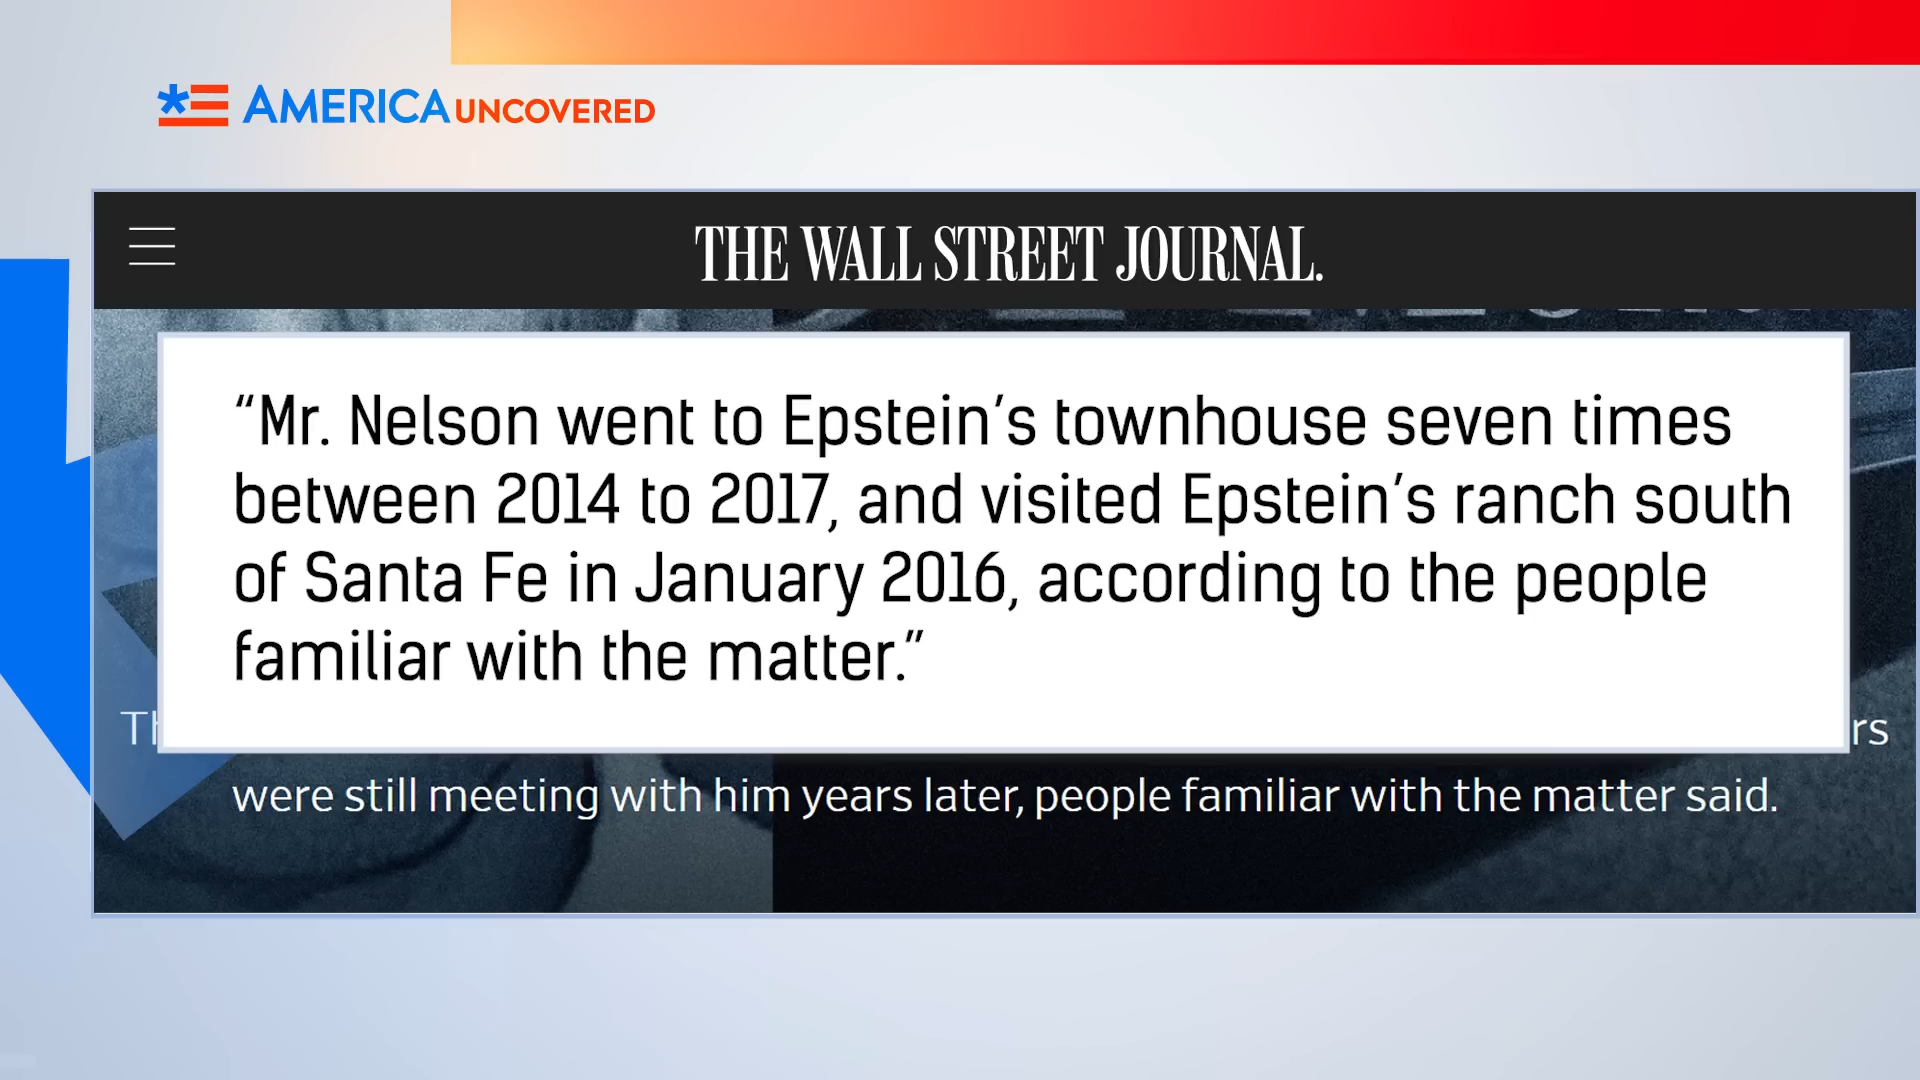 AMERICA UNCOVERED
THE WALL STREET JOURNAL.
“Mr. Nelson went to Epstein’s townhouse seven times
between 2014 to 2017, and visited Epstein’s ranch south
of Santa Fe in January 2016, according to the people
familiar with the matter.”
were still meeting with him years later, people familiar with the matter said.